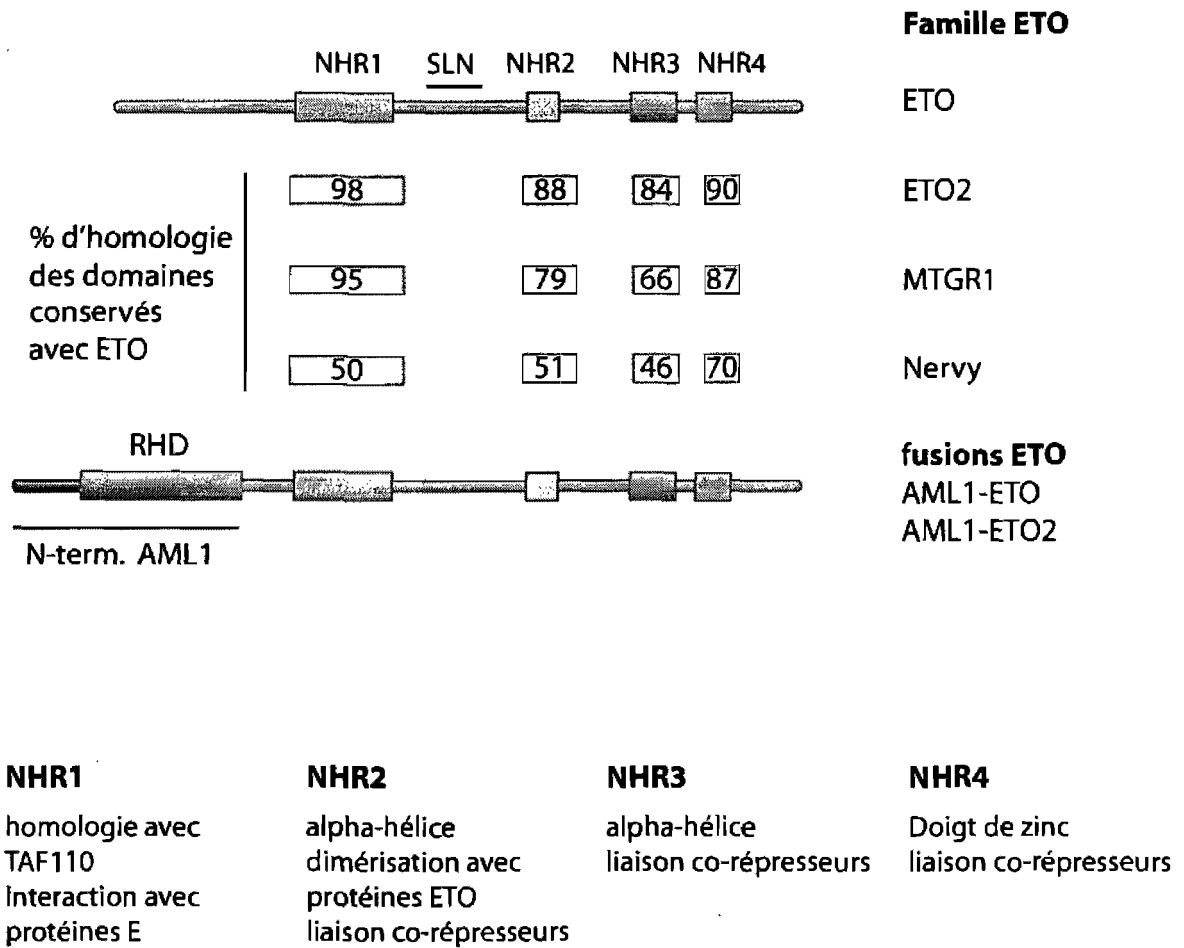 Famille ETO
NHR1 SLN NHR2 NHR3 NHR4
ETO
98 88 84 90 ETO2
% d'homologie
des domaines
conservés
avec ETO
95 79 66 87 MTGR1
50 51 46 70 Nervy
RHD
fusions ETO
AML1-ETO
AML1-ETO2
N-term. AML1
NHR1
homologie avec
TAF110
interaction avec
protéines E
NHR2
alpha-hélice
dimérisation avec
protéines ETO
liaison co-répresseurs
NHR3
alpha-hélice
liaison co-répresseurs
NHR4
Doigt de zinc
liaison co-répresseurs